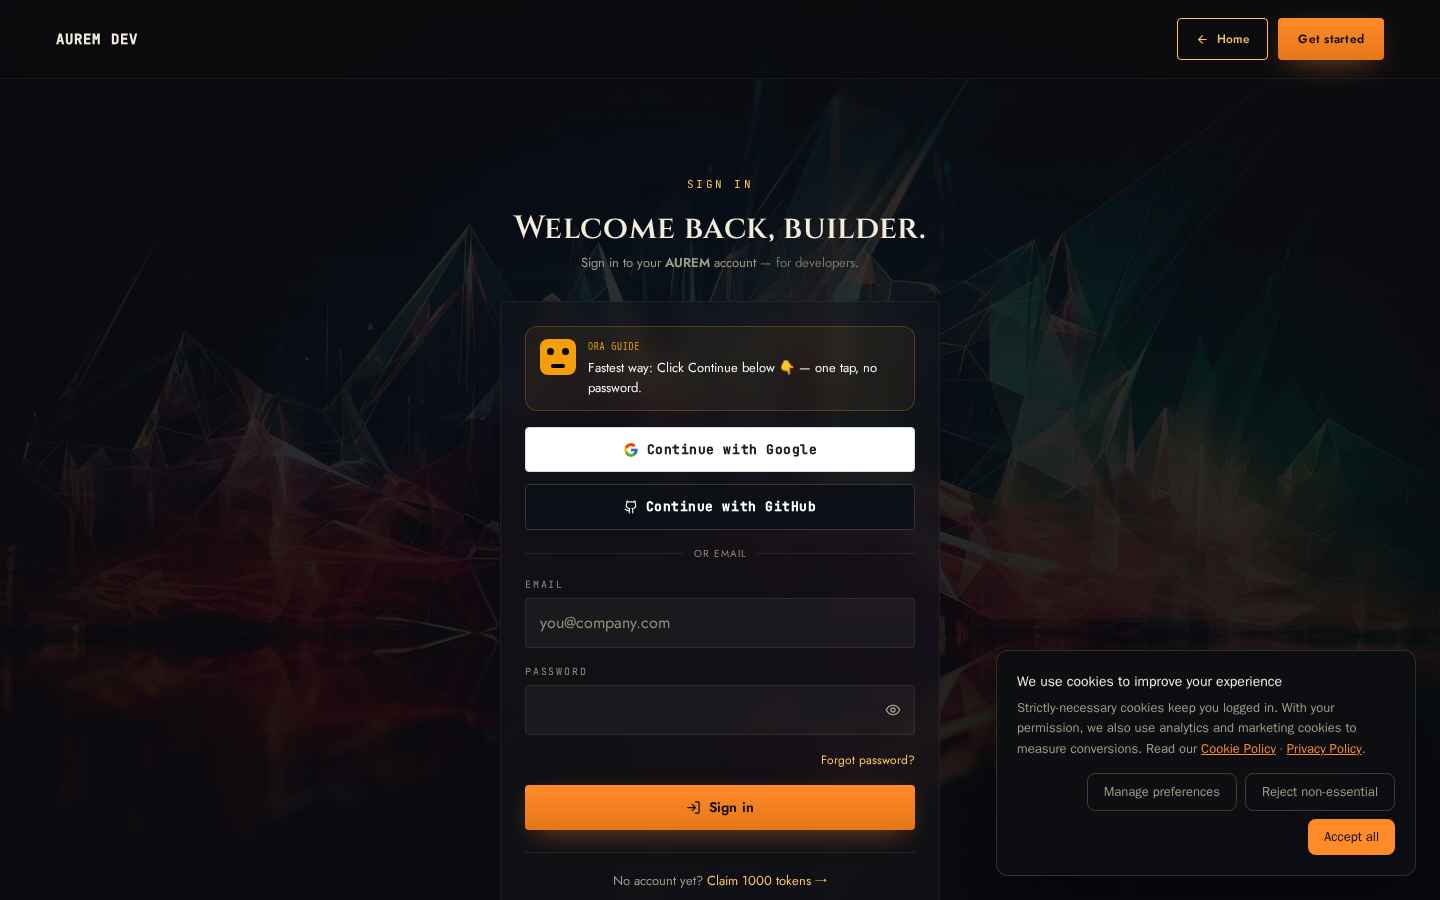 AUREM DEV
← Home
Get started
SIGN IN
Welcome back, builder.
Sign in to your AUREM account — for developers.
ORA GUIDE
Fastest way: Click Continue below 👇 — one tap, no
password.
Continue with Google
Continue with GitHub
OR EMAIL
EMAIL
you@company.com
PASSWORD
Forgot password?
Sign in
No account yet? Claim 1000 tokens →
We use cookies to improve your experience
Strictly-necessary cookies keep you logged in. With your
permission, we also use analytics and marketing cookies to
measure conversions. Read our Cookie Policy · Privacy Policy.
Manage preferences
Reject non-essential
Accept all